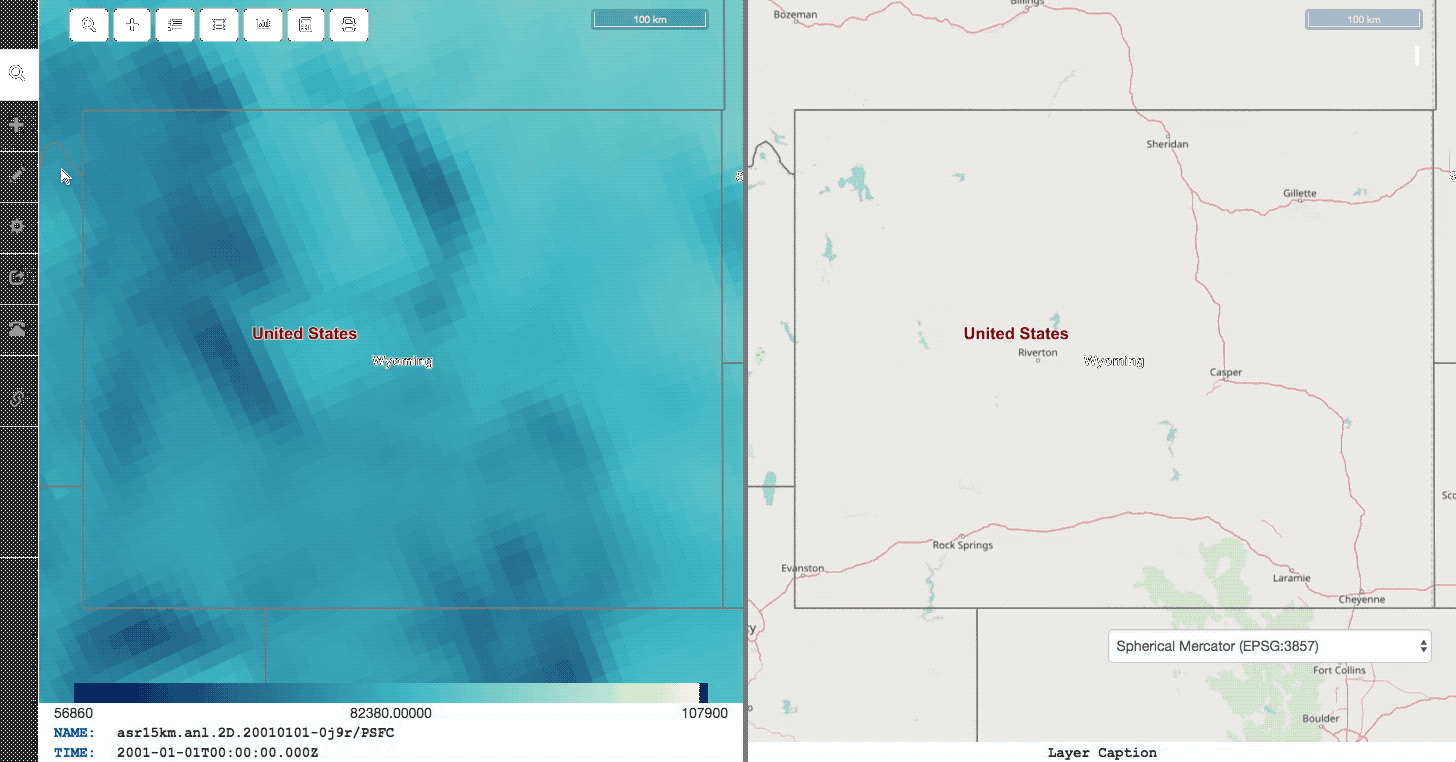 100 km
United States
Wyoming
56860
82380.00000
107900
NAME: asr15km.anl.2D.20010101-0j9r/PSFC
TIME: 2001-01-01T00:00:00.000Z
Bozeman
Billings
100 km
Sheridan
Gillette
United States
Riverton
Wyoming
Casper
Rock Springs
Evanston
Laramie
Cheyenne
Spherical Mercator (EPSG:3857)
Fort Collins
Boulder
Layer Caption